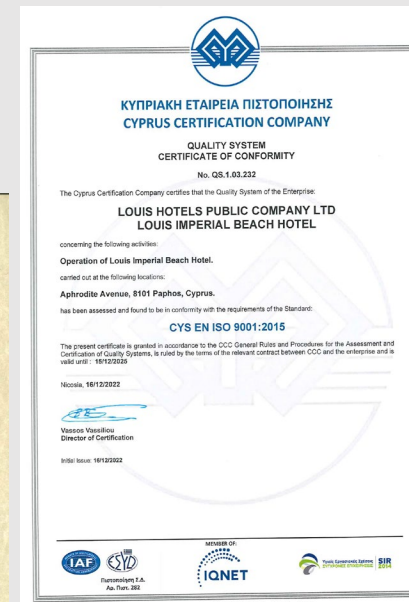 ΚΥΠΡΙΑΚΗ ΕΤΑΙΡΕΙΑ ΠΙΣΤΟΠΟΙΗΣΗΣ
CYPRUS CERTIFICATION COMPANY
QUALITY SYSTEM
CERTIFICATE OF CONFORMITY
No. QS.1.03.232
The Cyprus Certification Company certifies that the Quality System of the Enterprise:
LOUIS HOTELS PUBLIC COMPANY LTD
LOUIS IMPERIAL BEACH HOTEL
concerning the following activities:
Operation of Louis Imperial Beach Hotel.
carried out at the following locations:
Aphrodite Avenue, 8101 Paphos, Cyprus.
has been assessed and found to be in conformity with the requirements of the Standard:
CYS EN ISO 9001:2015
The present certificate is granted in accordance to the CCC General Rules and Procedures for the Assessment and
Certification of Quality Systems, is ruled by the terms of the relevant contract between CCC and the enterprise and is
valid until : 15/12/2025
Nicosia, 16/12/2022
Vassos Vassiliou
Director of Certification
Initial Issue: 16/12/2022
MEMBER OF:
IAF
ΕΣΥΔ
Πιστοποίηση Σ.Δ.
Αρ. Πιστ. 282
IQNET
SIR
2014